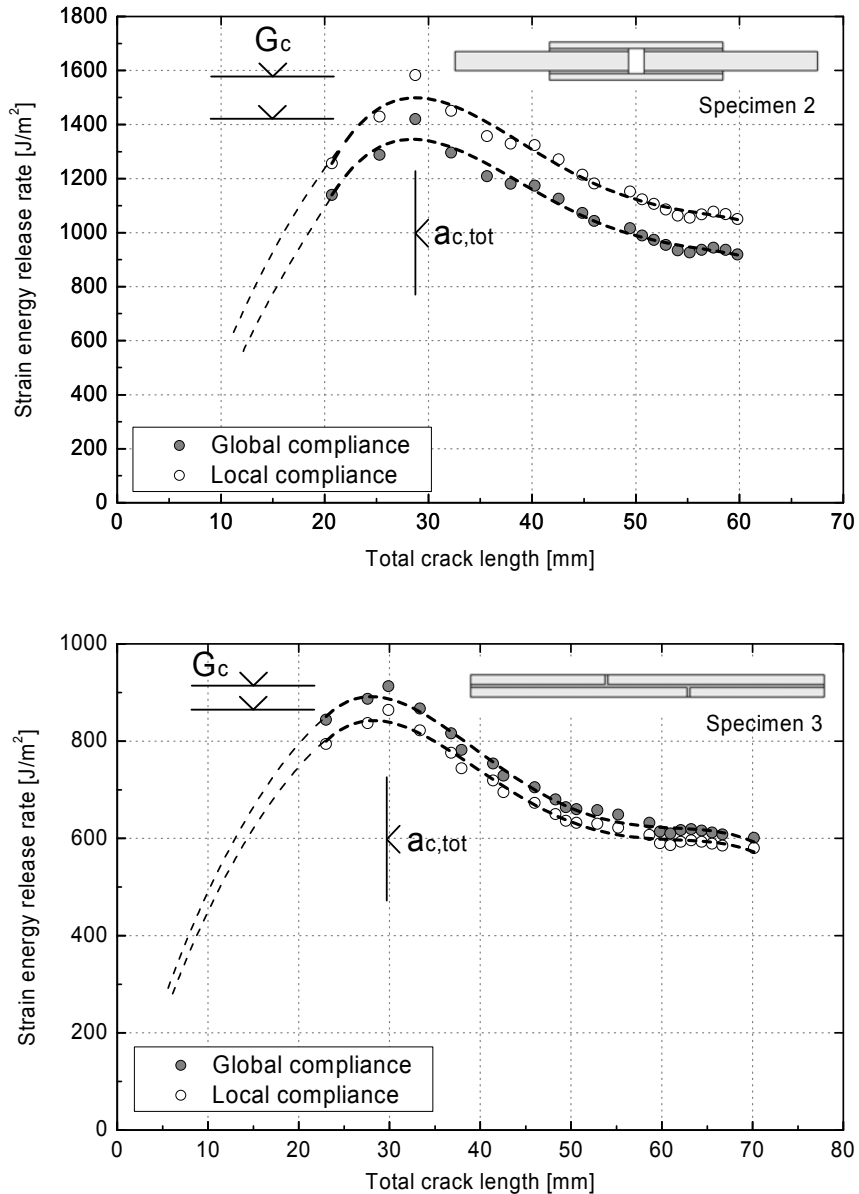 1800
1600
1400
1200
1000
800
600
400
200
0
Strain energy release rate [J/m²]
Gc
Specimen 2
ac,tot
Global compliance
Local compliance
0 10 20 30 40 50 60 70
Total crack length [mm]
1000
800
600
400
200
0
Strain energy release rate [J/m²]
Gc
Specimen 3
ac,tot
Global compliance
Local compliance
0 10 20 30 40 50 60 70 80
Total crack length [mm]